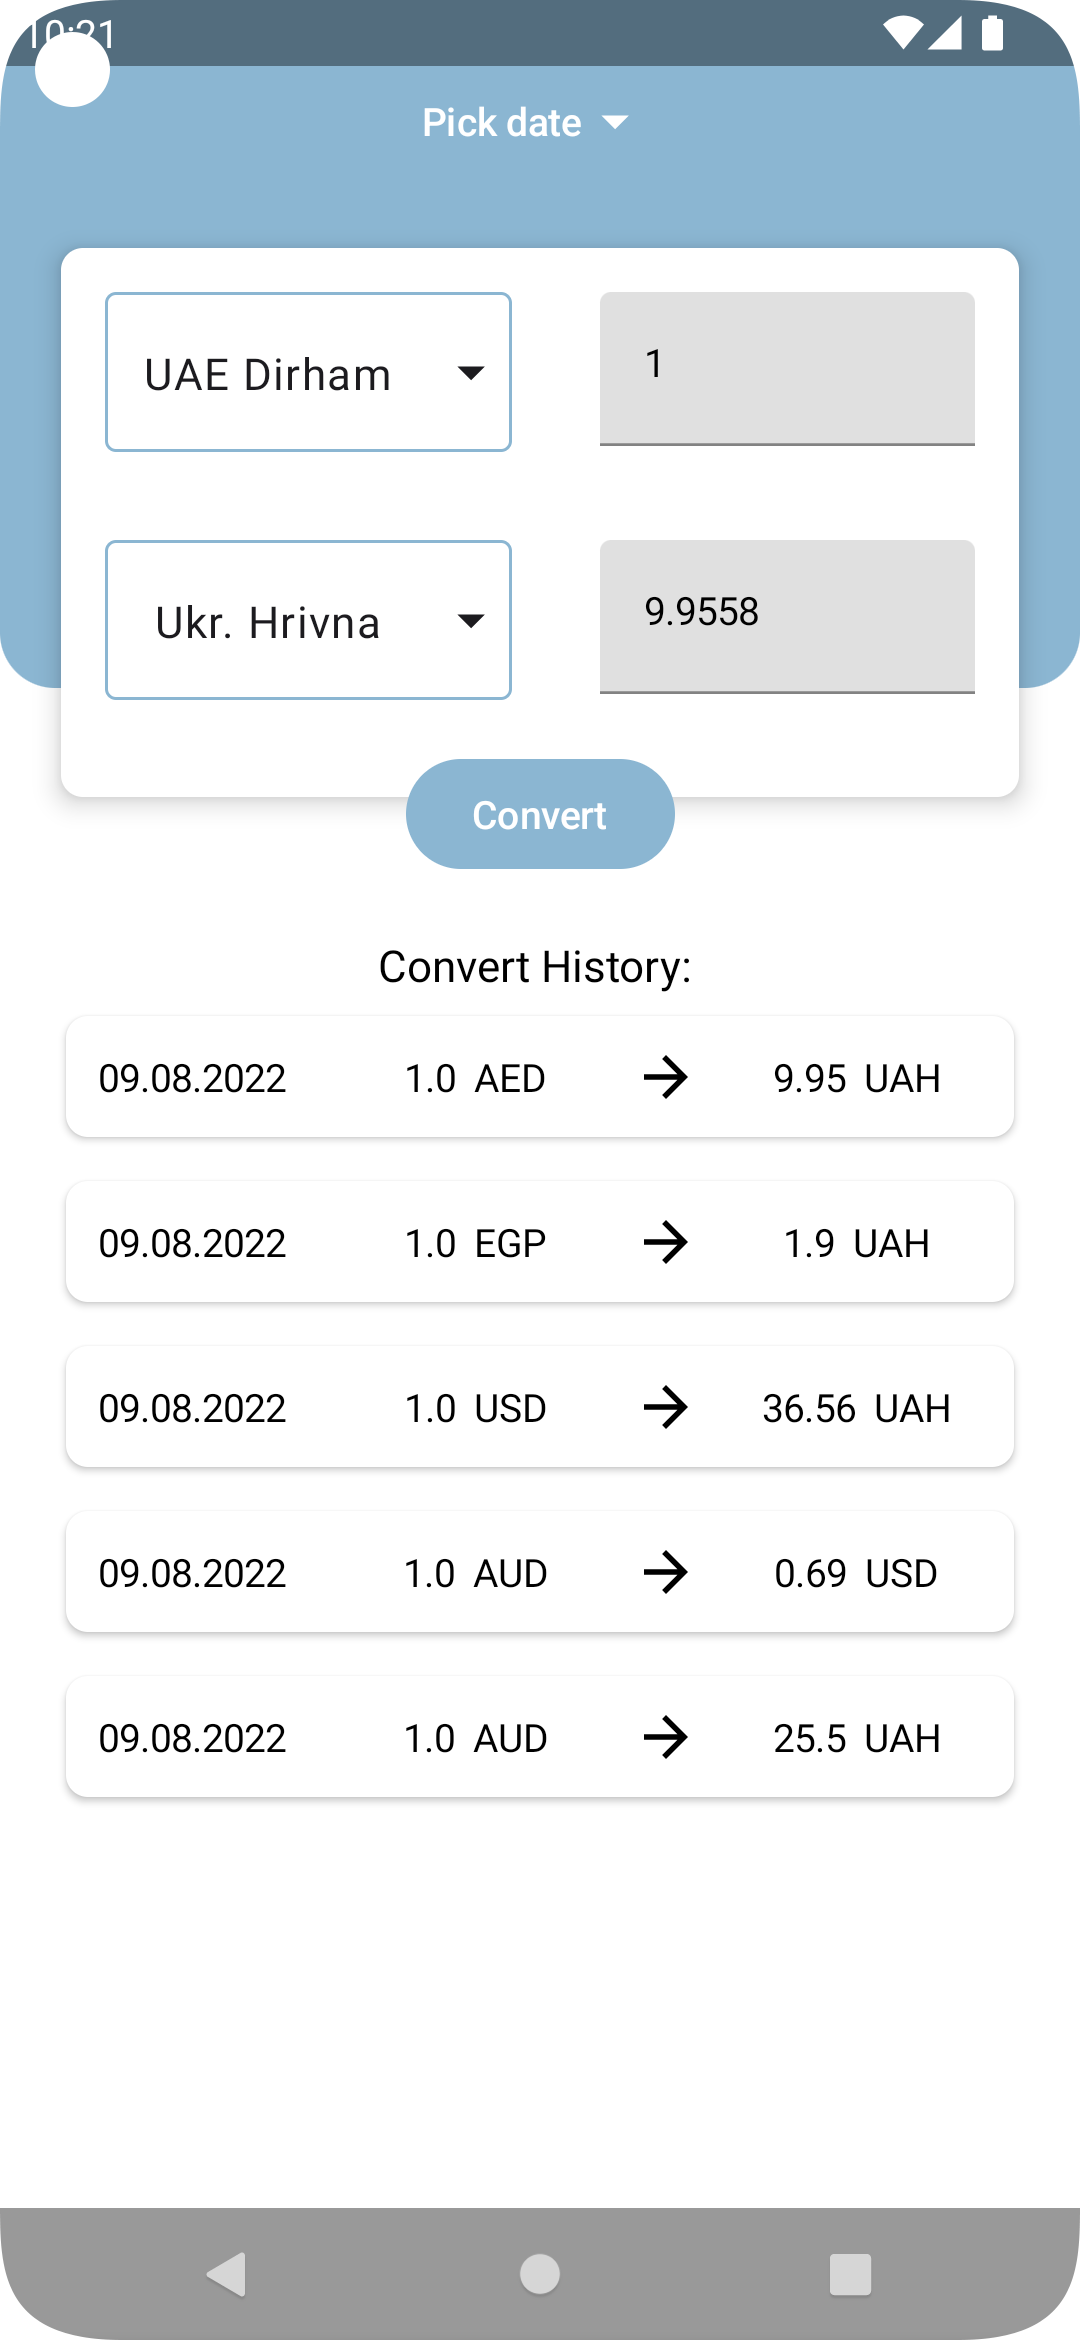 10:21
Pick date
UAE Dirham 1
Ukr. Hrivna 9.9558
Convert
Convert History:
09.08.2022 1.0 AED → 9.95 UAH
09.08.2022 1.0 EGP → 1.9 UAH
09.08.2022 1.0 USD → 36.56 UAH
09.08.2022 1.0 AUD → 0.69 USD
09.08.2022 1.0 AUD → 25.5 UAH